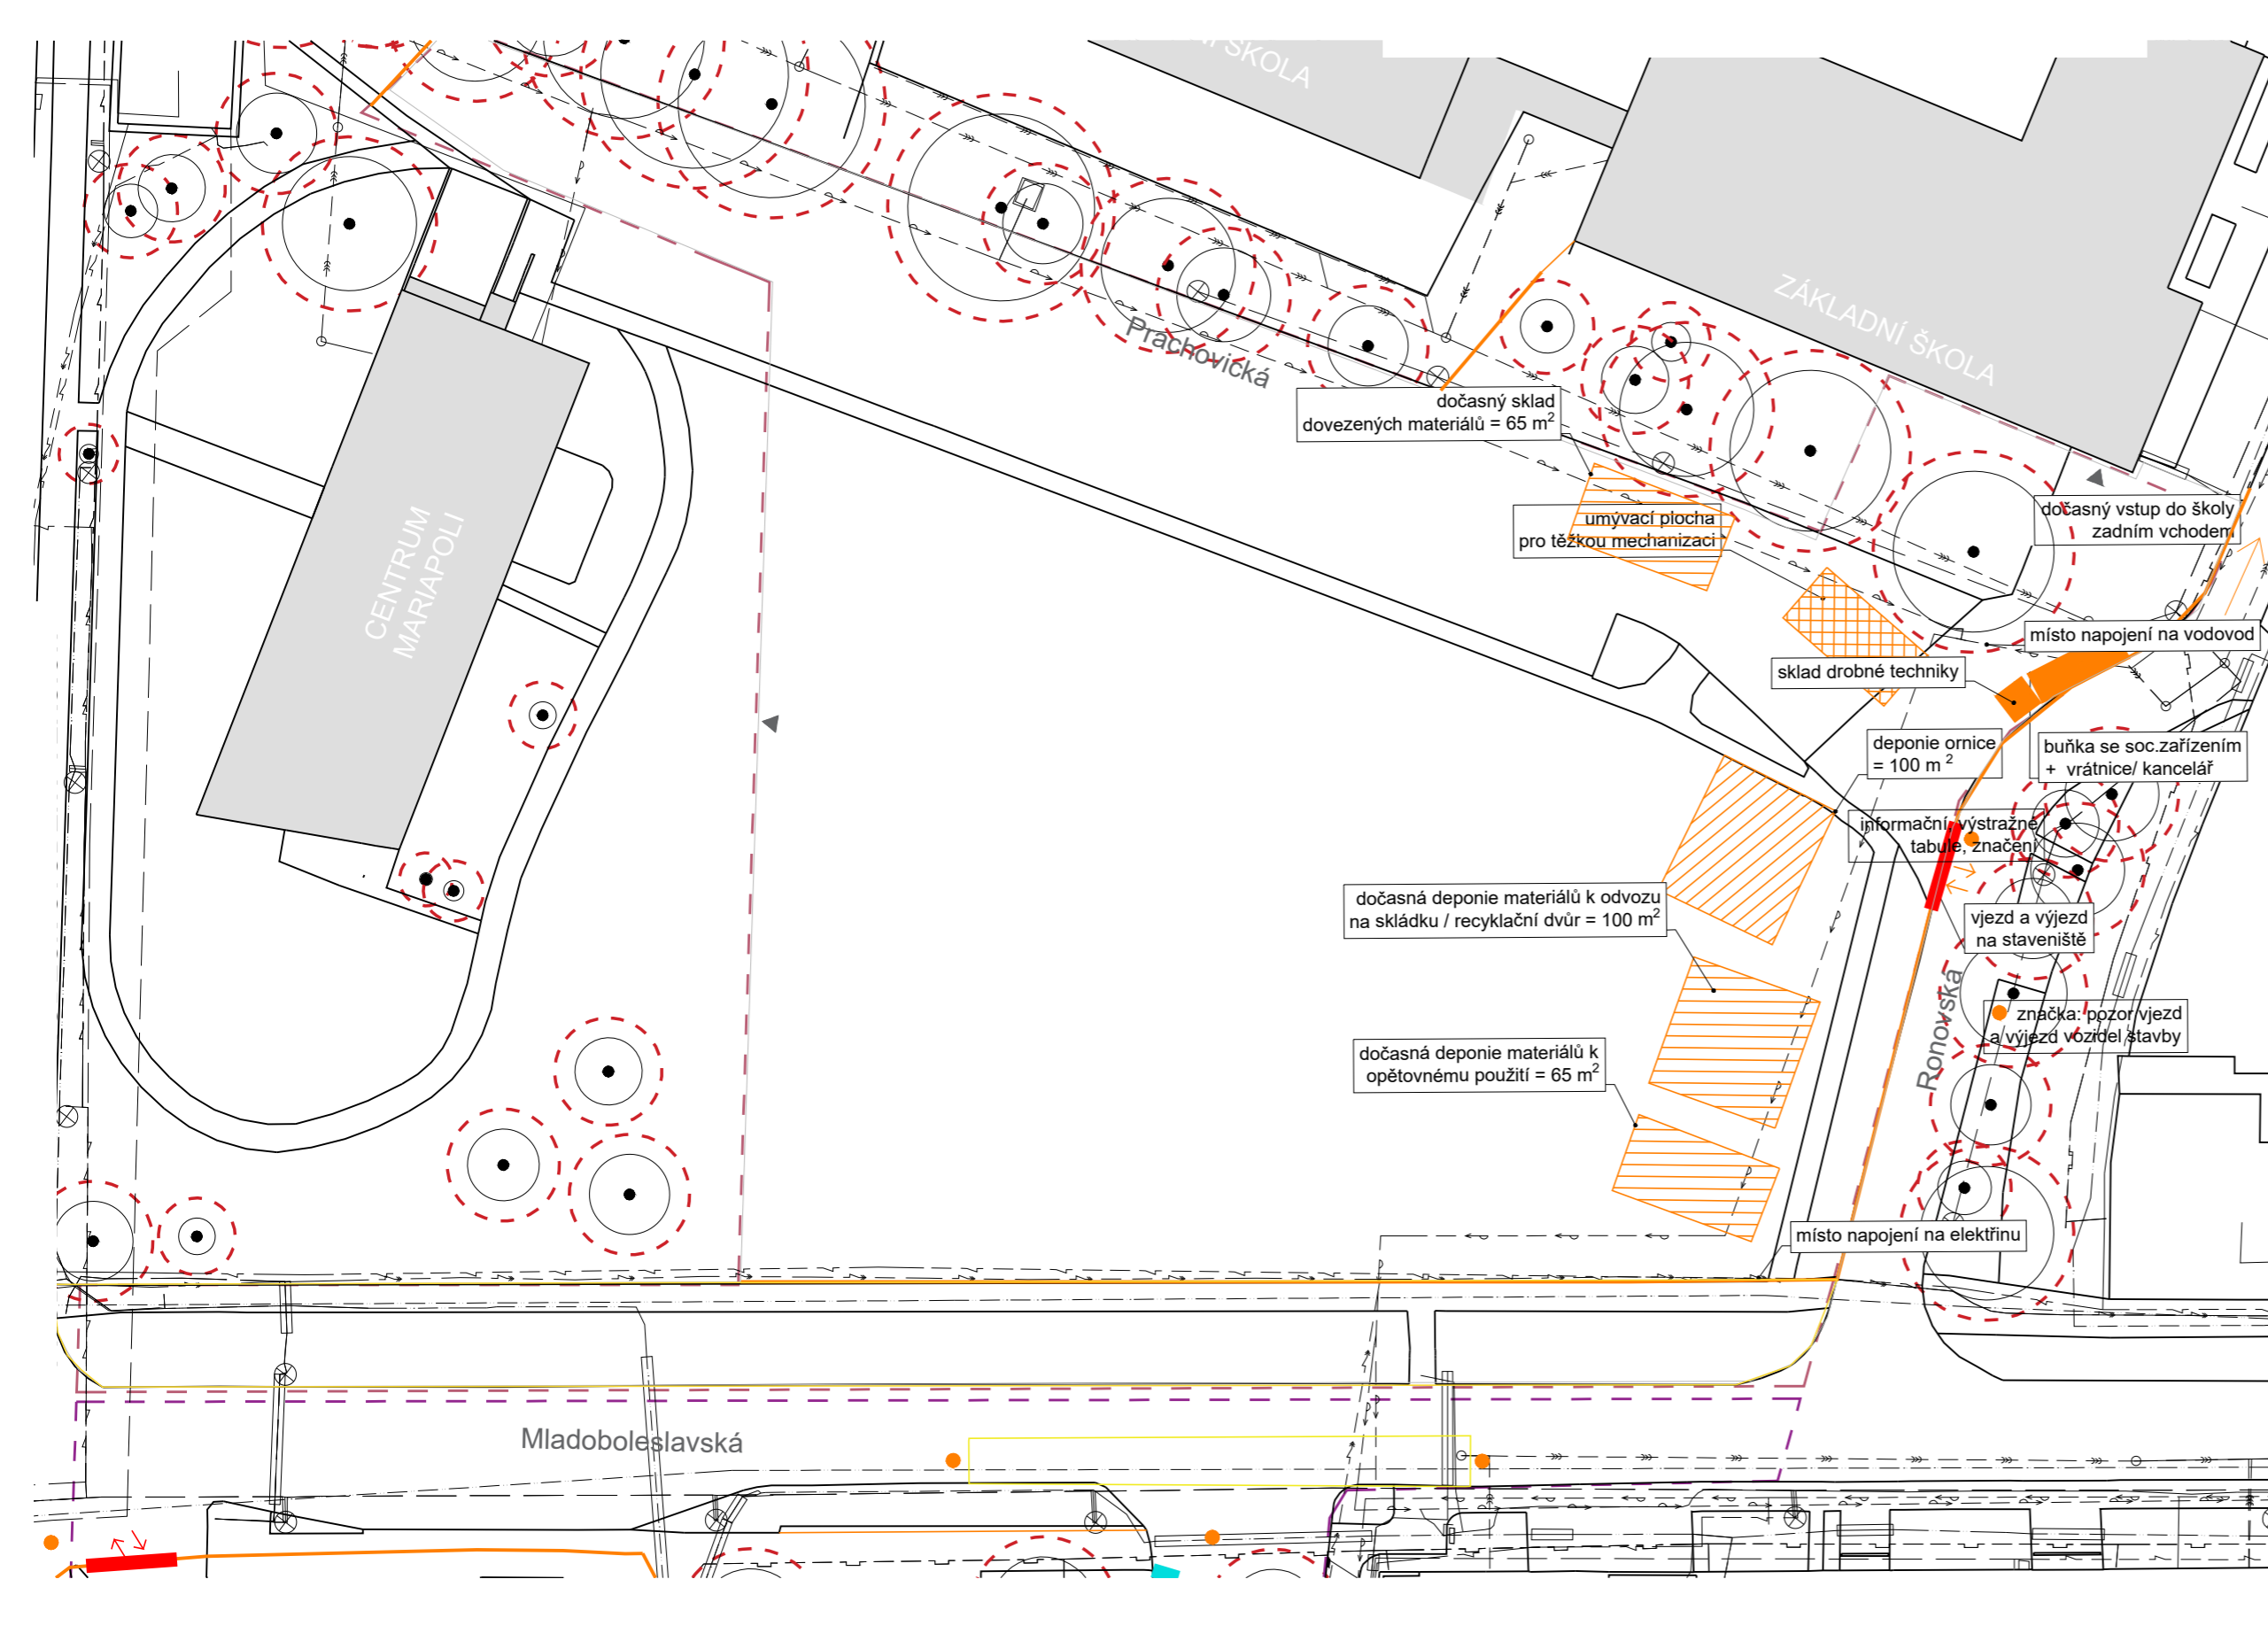 ŠKOLA
ZÁKLADNÍ ŠKOLA
Prachovická
dočasný sklad
dovezených materiálů = 65 m²
umývací plocha
pro těžkou mechanizaci
dočasný vstup do školy
zadním vchodem
CENTRUM
MARIAPOLI
místo napojení na vodovod
sklad drobné techniky
deponie ornice
= 100 m ²
buňka se soc.zařízením
+ vrátnice/ kancelář
informační, výstražné
tabule, značení
dočasná deponie materiálů k odvozu
na skládku / recyklační dvůr = 100 m²
vjezd a výjezd
na staveniště
Ronovská
značka: pozor vjezd
a výjezd vozidel stavby
dočasná deponie materiálů k
opětovnému použití = 65 m²
místo napojení na elektřinu
Mladoboleslavská